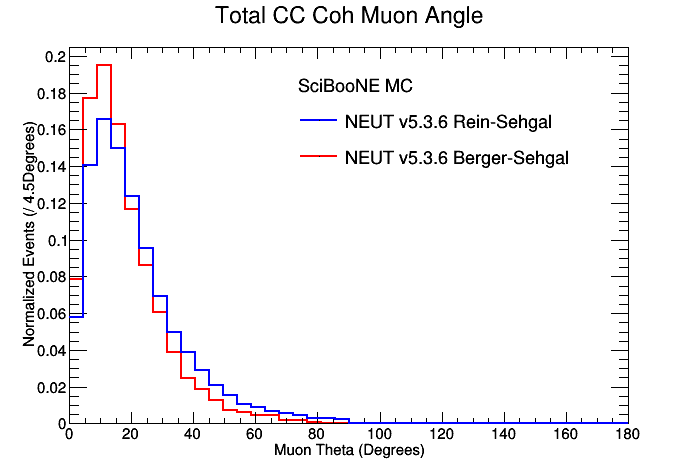 Total CC Coh Muon Angle
SciBooNE MC
NEUT v5.3.6 Rein-Sehgal
NEUT v5.3.6 Berger-Sehgal
Normalized Events (/ 4.5Degrees)
0.2
0.18
0.16
0.14
0.12
0.1
0.08
0.06
0.04
0.02
0
0 20 40 60 80 100 120 140 160 180
Muon Theta (Degrees)